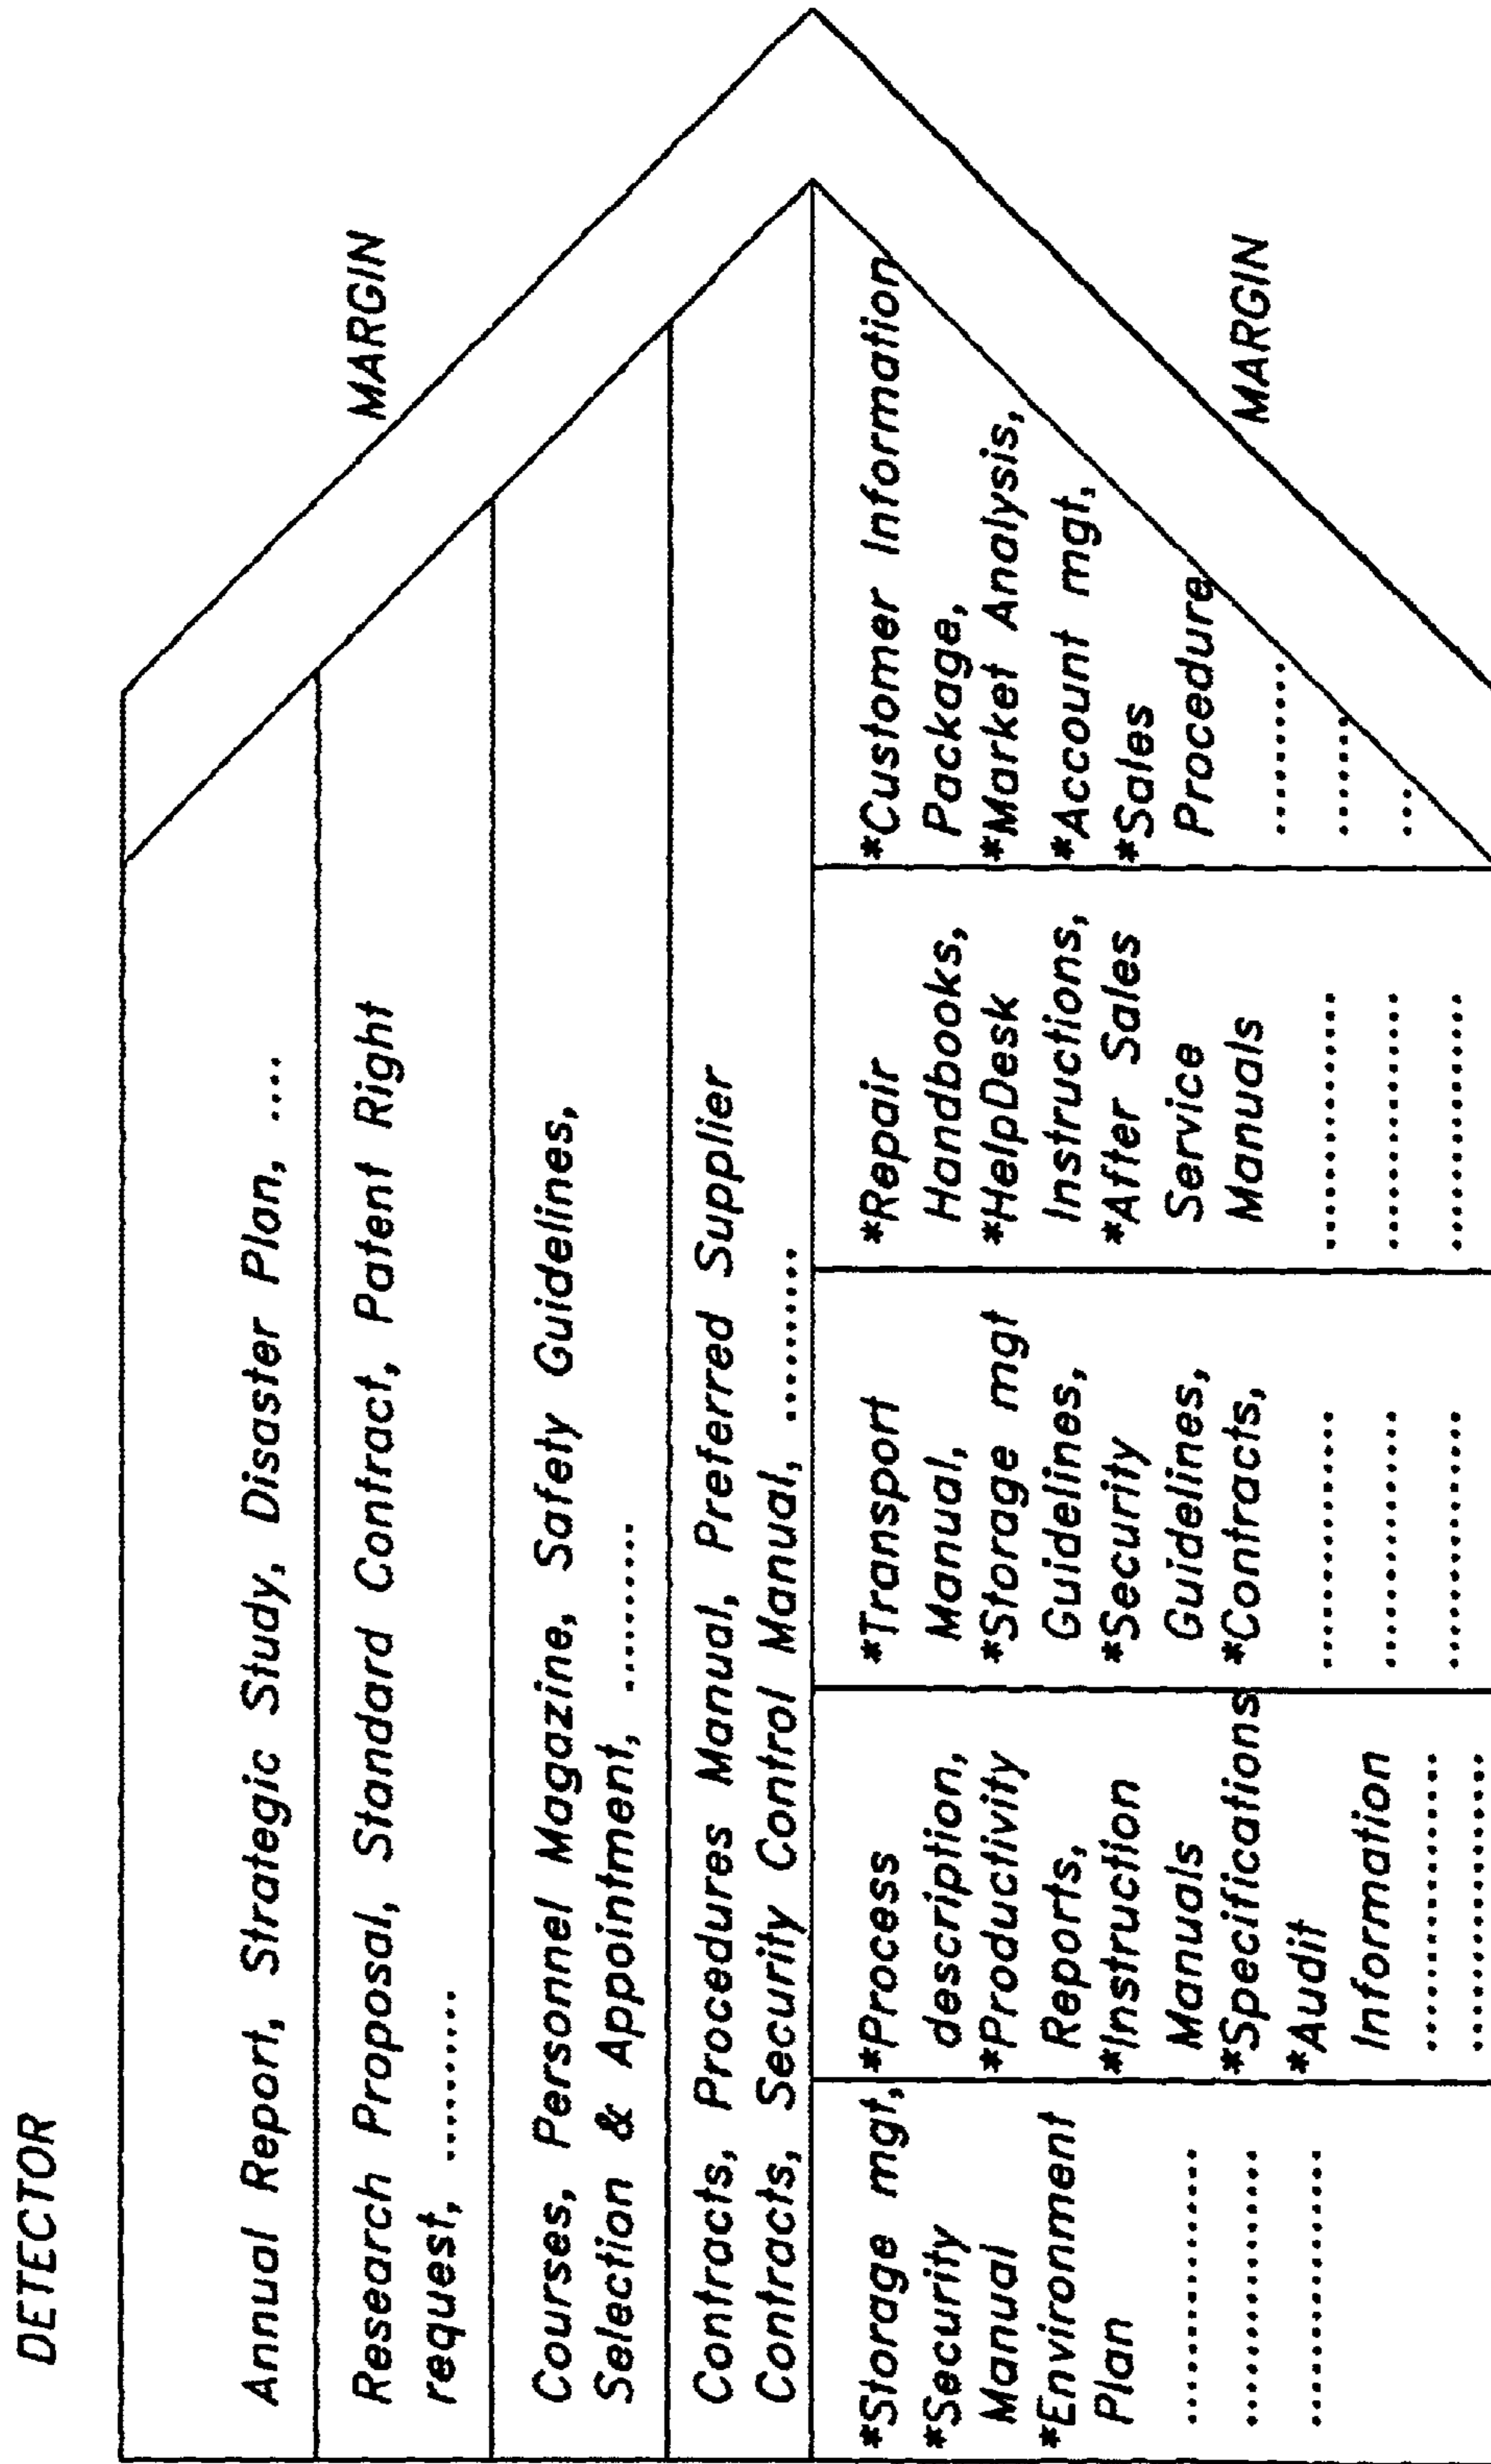 DETECTOR
MARGIN
Annual Report, Strategic Study, Disaster Plan, ....
Research Proposal, Standard Contract, Patent Right
request, .........
Courses, Personnel Magazine, Safety Guidelines,
Selection & Appointment, ..........
Contracts, Procedures Manual, Preferred Supplier
Contracts, Security Control Manual, ..........
*Storage mgt,
*Security
Manual
*Environment
Plan
.................
.................
.................
*Process
description,
*Productivity
Reports,
*Instruction
Manuals
*Specifications
*Audit
Information
..................
..................
*Transport
Manual,
*Storage mgt
Guidelines,
*Security
Guidelines,
*Contracts,
................
................
................
*Repair
Handbooks,
*HelpDesk
Instructions,
*After Sales
Service
Manuals
................
................
................
*Customer Information
Package,
*Market Analysis,
*Account mgt,
*Sales
Procedure
...........
.......
...
MARGIN